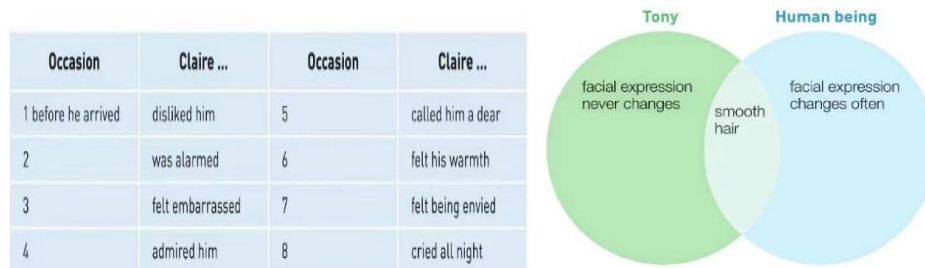 Occasion Claire ... Occasion Claire ...
1 before he arrived disliked him 5 called him a dear
2 was alarmed 6 felt his warmth
3 felt embarrassed 7 felt being envied
4 admired him 8 cried all night
Tony Human being
facial expression
never changes
smooth
hair
facial expression
changes often